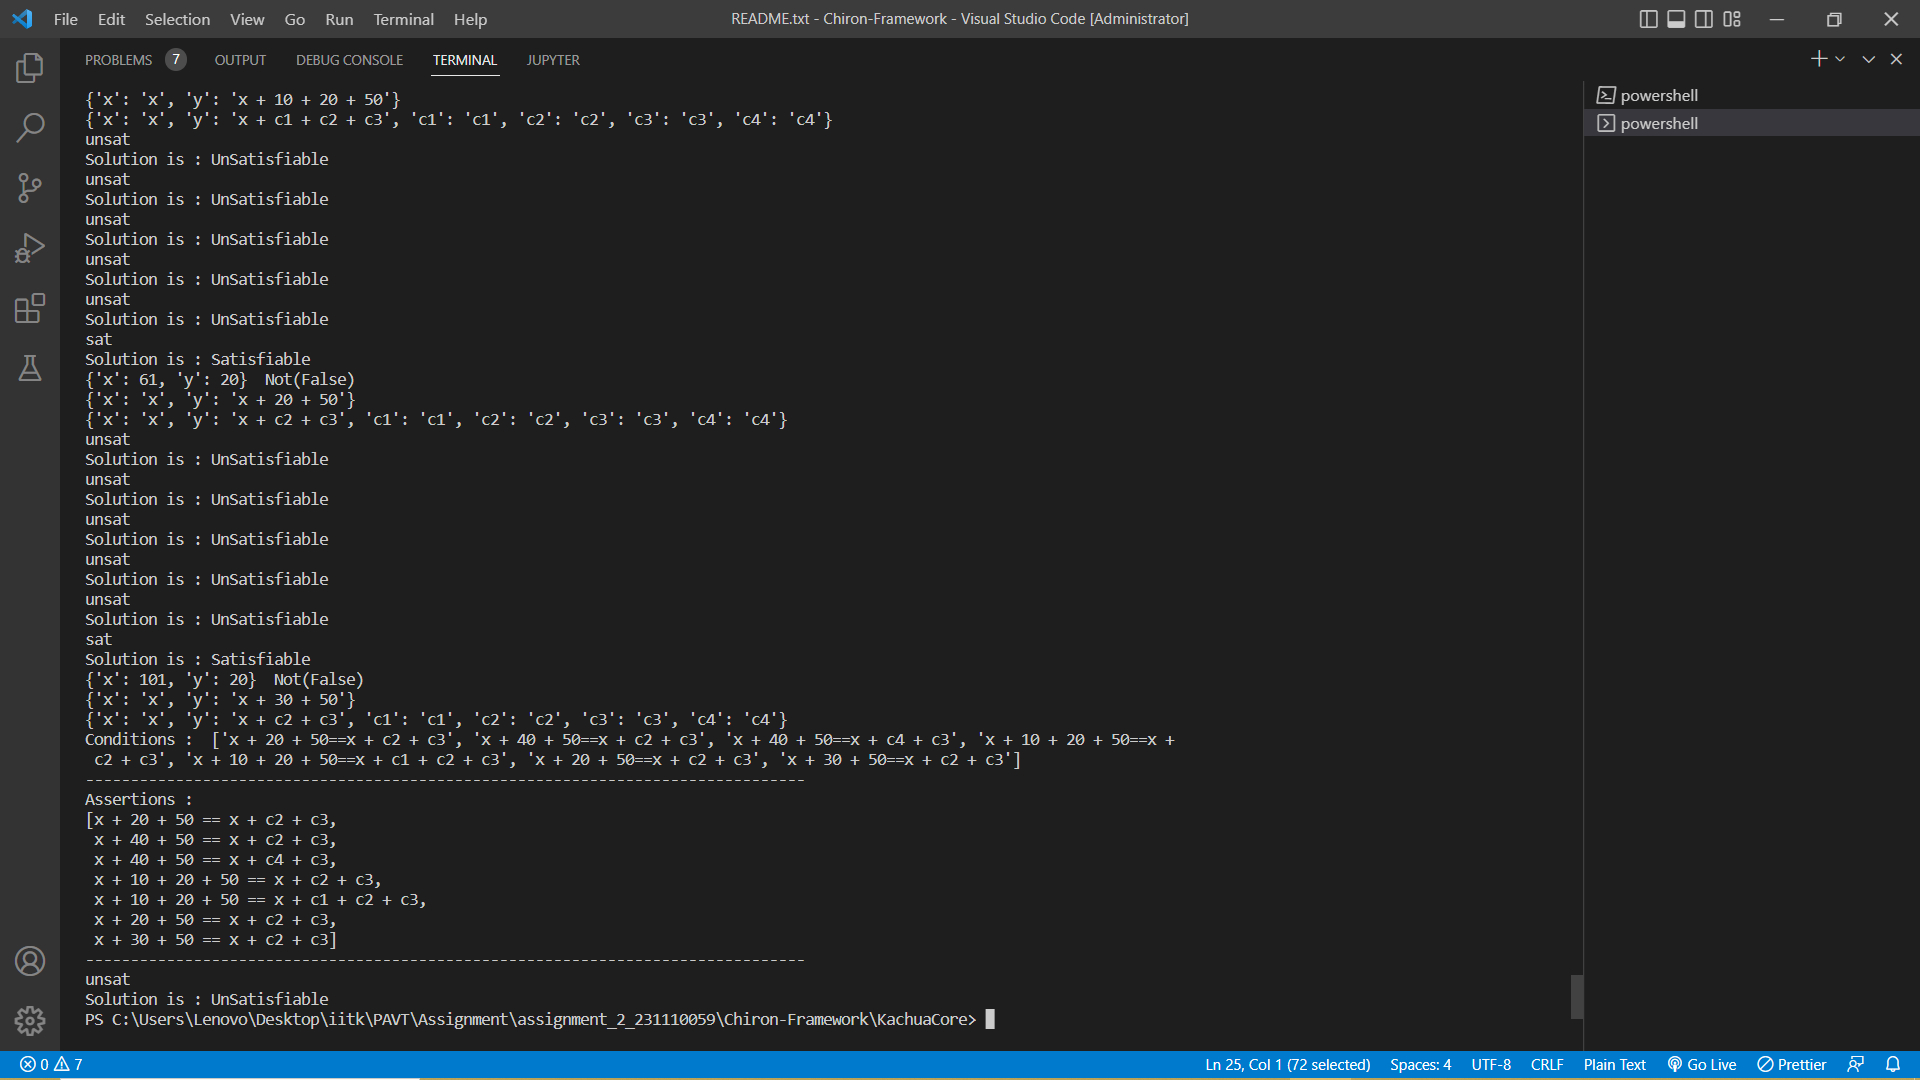 File Edit Selection View Go Run Terminal Help
README.txt - Chiron-Framework - Visual Studio Code [Administrator]
PROBLEMS 7 OUTPUT DEBUG CONSOLE TERMINAL JUPYTER
{'x': 'x', 'y': 'x + 10 + 20 + 50'}
{'x': 'x', 'y': 'x + c1 + c2 + c3', 'c1': 'c1', 'c2': 'c2', 'c3': 'c3', 'c4': 'c4'}
unsat
Solution is : UnSatisfiable
unsat
Solution is : UnSatisfiable
unsat
Solution is : UnSatisfiable
unsat
Solution is : UnSatisfiable
unsat
Solution is : UnSatisfiable
sat
Solution is : Satisfiable
{'x': 61, 'y': 20}  Not(False)
{'x': 'x', 'y': 'x + 20 + 50'}
{'x': 'x', 'y': 'x + c2 + c3', 'c1': 'c1', 'c2': 'c2', 'c3': 'c3', 'c4': 'c4'}
unsat
Solution is : UnSatisfiable
unsat
Solution is : UnSatisfiable
unsat
Solution is : UnSatisfiable
unsat
Solution is : UnSatisfiable
unsat
Solution is : UnSatisfiable
sat
Solution is : Satisfiable
{'x': 101, 'y': 20}  Not(False)
{'x': 'x', 'y': 'x + 30 + 50'}
{'x': 'x', 'y': 'x + c2 + c3', 'c1': 'c1', 'c2': 'c2', 'c3': 'c3', 'c4': 'c4'}
Conditions :  ['x + 20 + 50==x + c2 + c3', 'x + 40 + 50==x + c2 + c3', 'x + 40 + 50==x + c4 + c3', 'x + 10 + 20 + 50==x +
 c2 + c3', 'x + 10 + 20 + 50==x + c1 + c2 + c3', 'x + 20 + 50==x + c2 + c3', 'x + 30 + 50==x + c2 + c3']
--------------------------------------------------------------------------------
Assertions :
[x + 20 + 50 == x + c2 + c3,
 x + 40 + 50 == x + c2 + c3,
 x + 40 + 50 == x + c4 + c3,
 x + 10 + 20 + 50 == x + c2 + c3,
 x + 10 + 20 + 50 == x + c1 + c2 + c3,
 x + 20 + 50 == x + c2 + c3,
 x + 30 + 50 == x + c2 + c3]
--------------------------------------------------------------------------------
unsat
Solution is : UnSatisfiable
PS C:\Users\Lenovo\Desktop\iitk\PAVT\Assignment\assignment_2_231110059\Chiron-Framework\KachuaCore>
powershell
powershell
0 7
Ln 25, Col 1 (72 selected) Spaces: 4 UTF-8 CRLF Plain Text Go Live Prettier